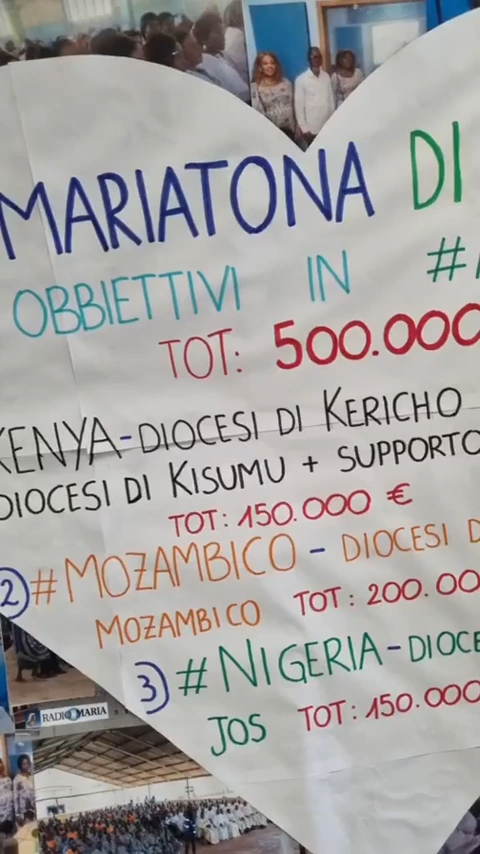 MARIATONA DI
OBBIETTIVI IN #
TOT: 500.000
KENYA-DIOCESI DI KERICHO
DIOCESI DI KISUMU + SUPPORTO
TOT: 150.000 €
2 #MOZAMBICO - DIOCESI D
MOZAMBICO TOT: 200.00
3 #NIGERIA-DIOCE
JOS TOT: 150.000
RADIO MARIA